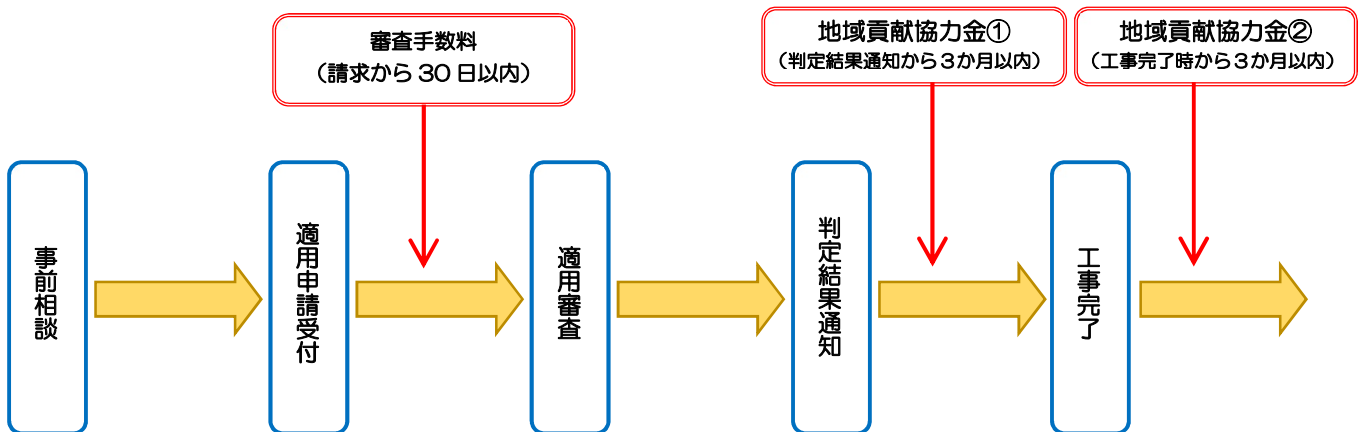 審査手数料
（請求から 30 日以内）
地域貢献協力金①
（判定結果通知から３か月以内）
地域貢献協力金②
（工事完了時から３か月以内）
事前相談
適用申請受付
適用審査
判定結果通知
工事完了